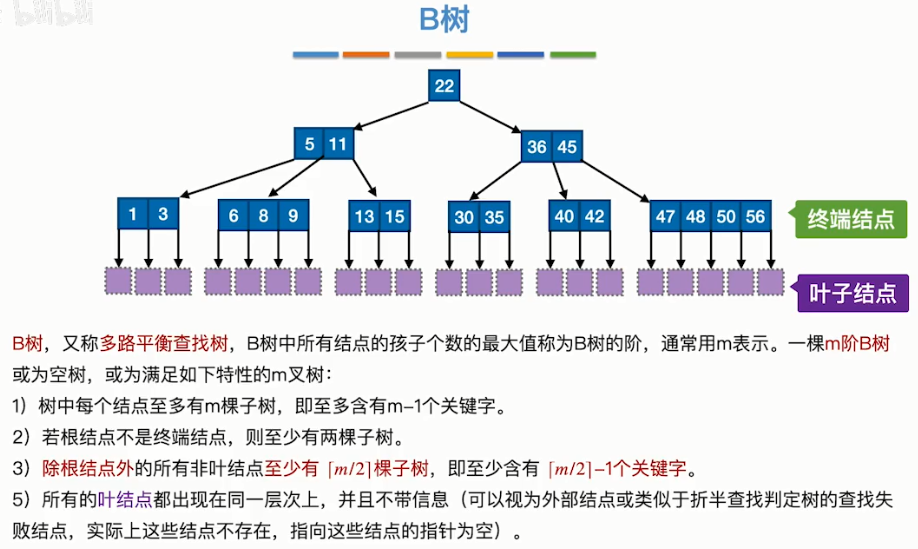 bilibili
B树
22
5 11
36 45
1 3
6 8 9
13 15
30 35
40 42
47 48 50 56
终端结点
叶子结点
B树，又称多路平衡查找树，B树中所有结点的孩子个数的最大值称为B树的阶，通常用m表示。一棵m阶B树
或为空树，或为满足如下特性的m叉树：
1）树中每个结点至多有m棵子树，即至多含有m-1个关键字。
2）若根结点不是终端结点，则至少有两棵子树。
3）除根结点外的所有非叶结点至少有 ⌈m/2⌉棵子树，即至少含有 ⌈m/2⌉-1个关键字。
5）所有的叶结点都出现在同一层次上，并且不带信息（可以视为外部结点或类似于折半查找判定树的查找失
败结点，实际上这些结点不存在，指向这些结点的指针为空）。